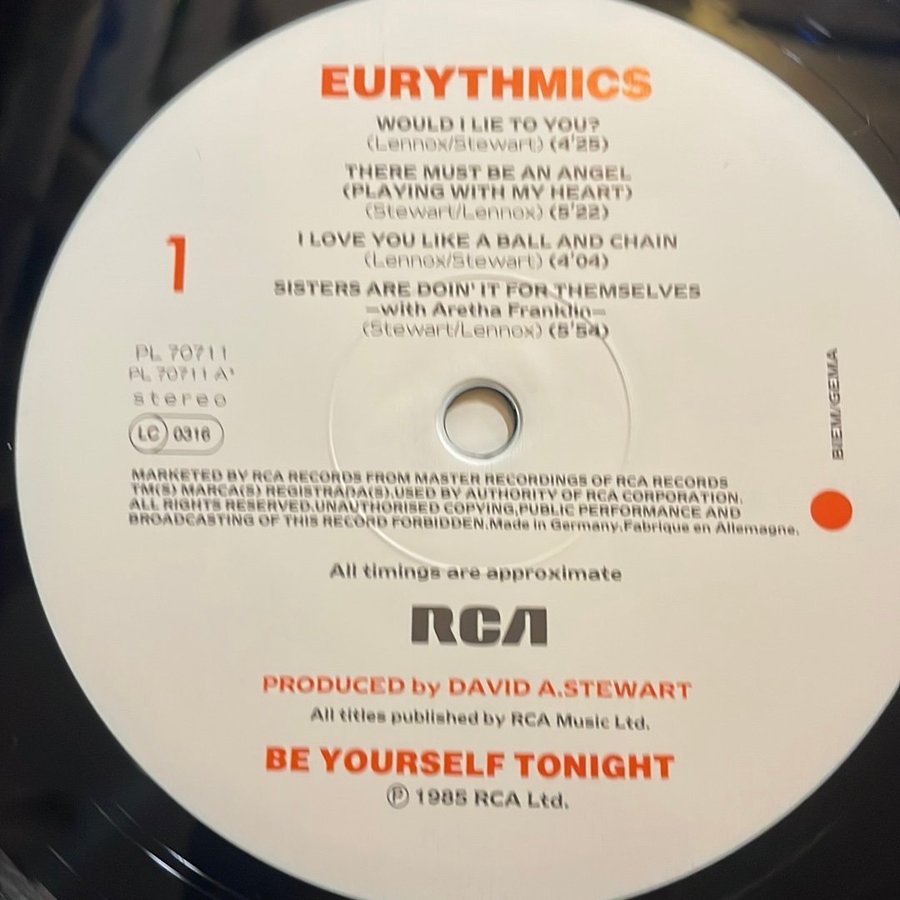 EURYTHMICS
WOULD I LIE TO YOU?
(Lennox/Stewart) (4'25)
THERE MUST BE AN ANGEL
(PLAYING WITH MY HEART)
(Stewart/Lennox) (5'22)
I LOVE YOU LIKE A BALL AND CHAIN
(Lennox/Stewart) (4'04)
SISTERS ARE DOIN' IT FOR THEMSELVES
–with Aretha Franklin–
(Stewart/Lennox) (5'54)
1
PL 70711
PL 70711 A'
stereo
LC 0316
BIEM/GEMA
MARKETED BY RCA RECORDS FROM MASTER RECORDINGS OF RCA RECORDS
TM(S) MARCA(S) REGISTRADA(S).USED BY AUTHORITY OF RCA CORPORATION.
ALL RIGHTS RESERVED.UNAUTHORISED COPYING,PUBLIC PERFORMANCE AND
BROADCASTING OF THIS RECORD FORBIDDEN.Made in Germany.Fabrique en Allemagne.
All timings are approximate
RCA
PRODUCED by DAVID A.STEWART
All titles published by RCA Music Ltd.
BE YOURSELF TONIGHT
℗ 1985 RCA Ltd.